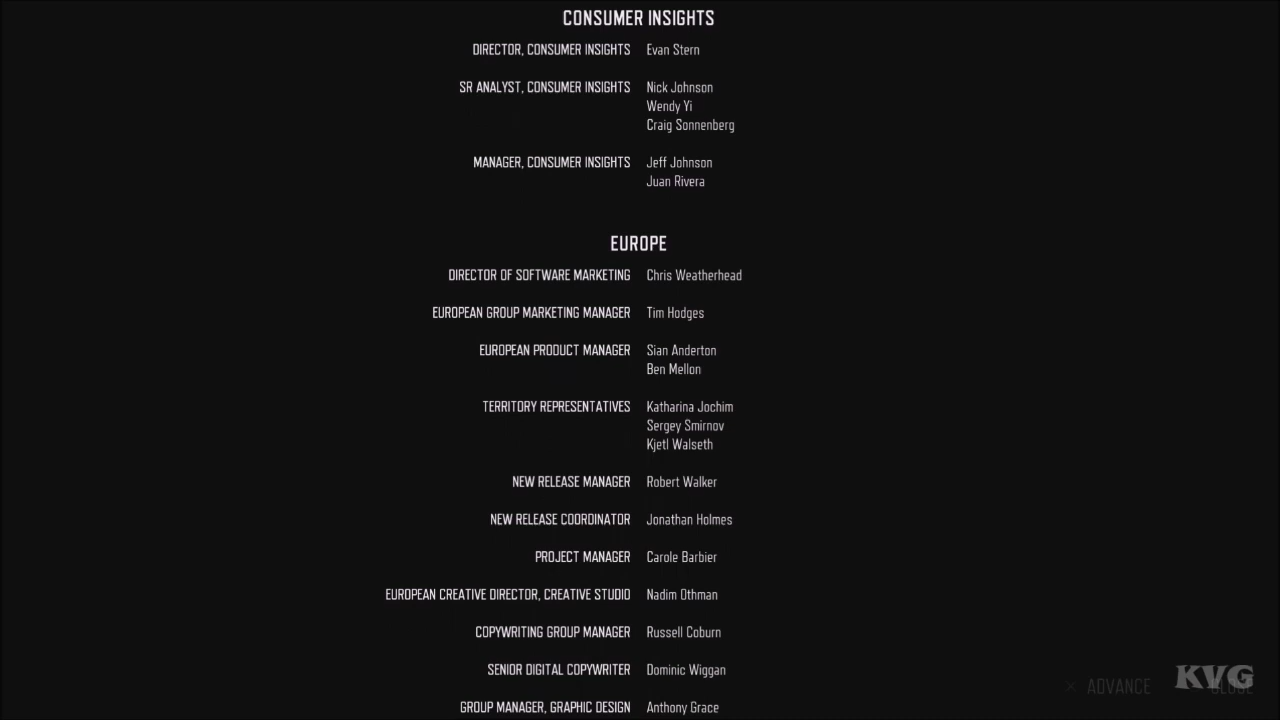 CONSUMER INSIGHTS
DIRECTOR, CONSUMER INSIGHTS Evan Stern
SR ANALYST, CONSUMER INSIGHTS Nick Johnson
Wendy Yi
Craig Sonnenberg
MANAGER, CONSUMER INSIGHTS Jeff Johnson
Juan Rivera
EUROPE
DIRECTOR OF SOFTWARE MARKETING Chris Weatherhead
EUROPEAN GROUP MARKETING MANAGER Tim Hodges
EUROPEAN PRODUCT MANAGER Sian Anderton
Ben Mellon
TERRITORY REPRESENTATIVES Katharina Jochim
Sergey Smirnov
Kjetl Walseth
NEW RELEASE MANAGER Robert Walker
NEW RELEASE COORDINATOR Jonathan Holmes
PROJECT MANAGER Carole Barbier
EUROPEAN CREATIVE DIRECTOR, CREATIVE STUDIO Nadim Othman
COPYWRITING GROUP MANAGER Russell Coburn
SENIOR DIGITAL COPYWRITER Dominic Wiggan
GROUP MANAGER, GRAPHIC DESIGN Anthony Grace
ADVANCE CLOSE
KVG